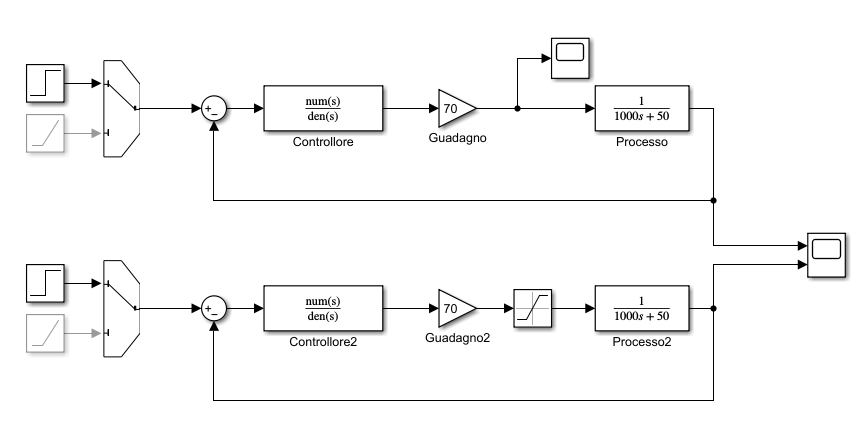 num(s)
den(s)
Controllore
70
Guadagno
1
1000s + 50
Processo
+
−
num(s)
den(s)
Controllore2
70
Guadagno2
1
1000s + 50
Processo2
+
−